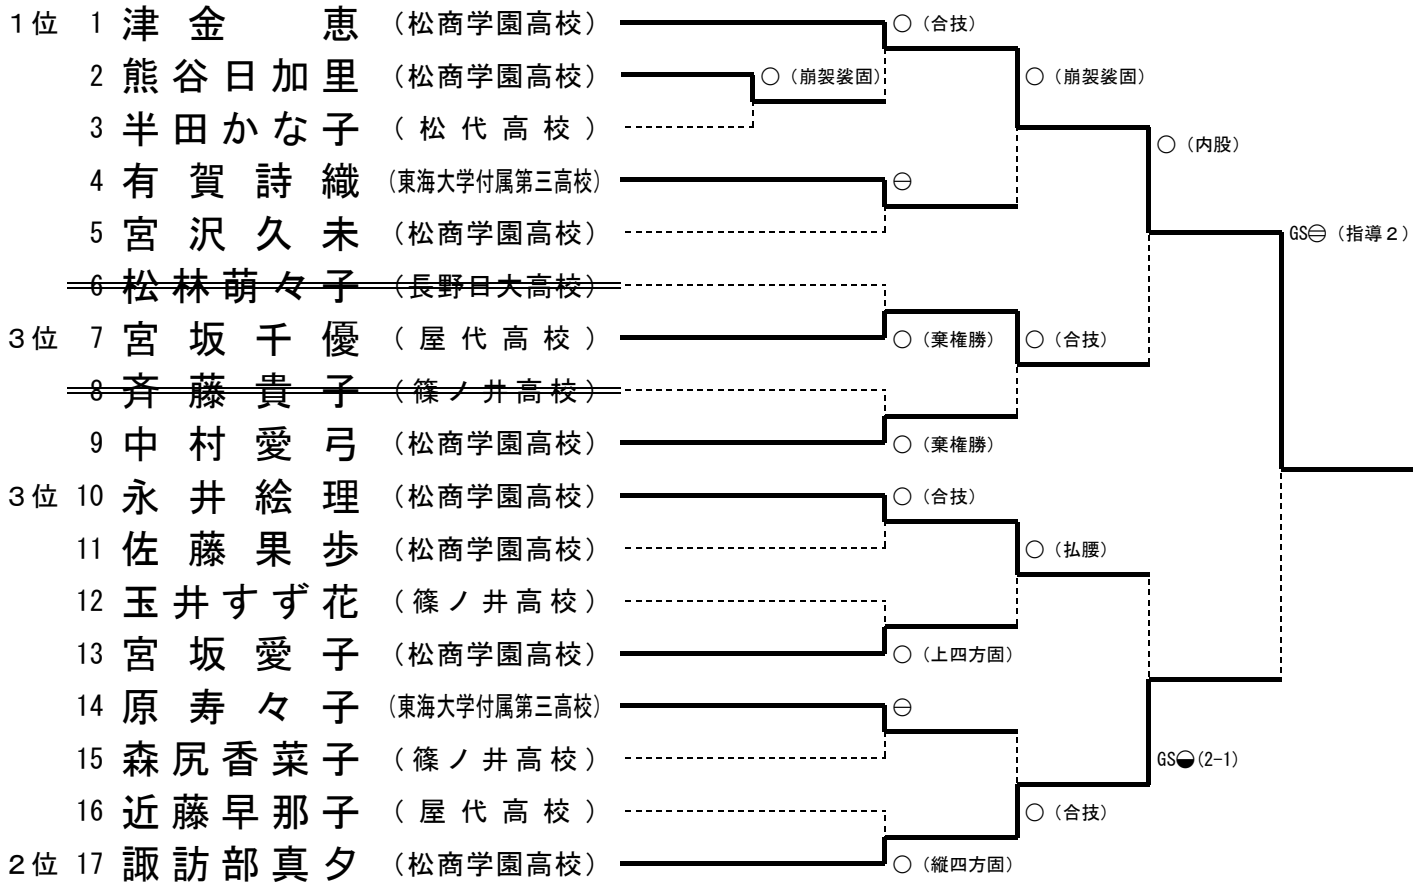 1位 1 津金 恵 (松商学園高校) ○(合技)
2 熊谷日加里 (松商学園高校) ○(崩袈裟固) ○(崩袈裟固)
3 半田かな子 (松代高校)
○(内股)
4 有賀詩織 (東海大学付属第三高校) ⊖
5 宮沢久未 (松商学園高校) GS⊖(指導2)
6 松林萌々子 (長野日大高校)
3位 7 宮坂千優 (屋代高校) ○(棄権勝) ○(合技)
8 斉藤貴子 (篠ノ井高校)
9 中村愛弓 (松商学園高校) ○(棄権勝)
3位 10 永井絵理 (松商学園高校) ○(合技)
11 佐藤果歩 (松商学園高校) ○(払腰)
12 玉井すず花 (篠ノ井高校)
13 宮坂愛子 (松商学園高校) ○(上四方固)
14 原寿々子 (東海大学付属第三高校) ⊖
15 森尻香菜子 (篠ノ井高校) GS◒(2-1)
16 近藤早那子 (屋代高校) ○(合技)
2位 17 諏訪部真夕 (松商学園高校) ○(縦四方固)